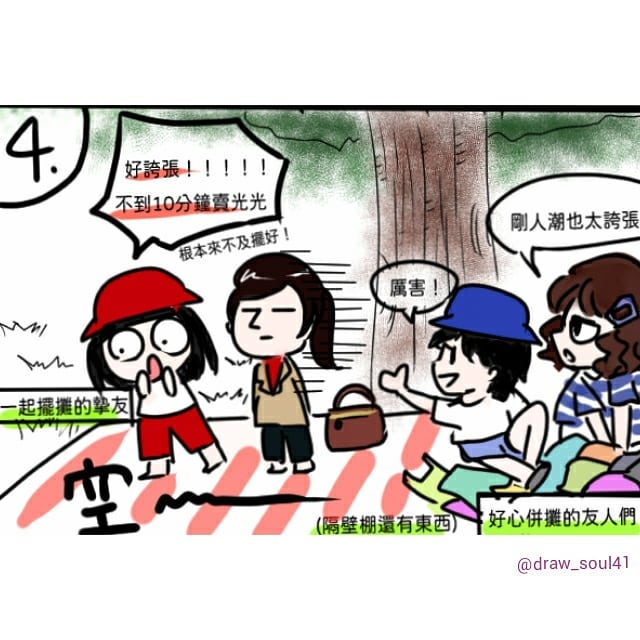 4.
好誇張！！！！！
不到10分鐘賣光光
根本來不及擺好！
剛人潮也太誇張
厲害！
一起擺攤的摯友
空
(隔壁棚還有東西)
好心併攤的友人們
@draw_soul41